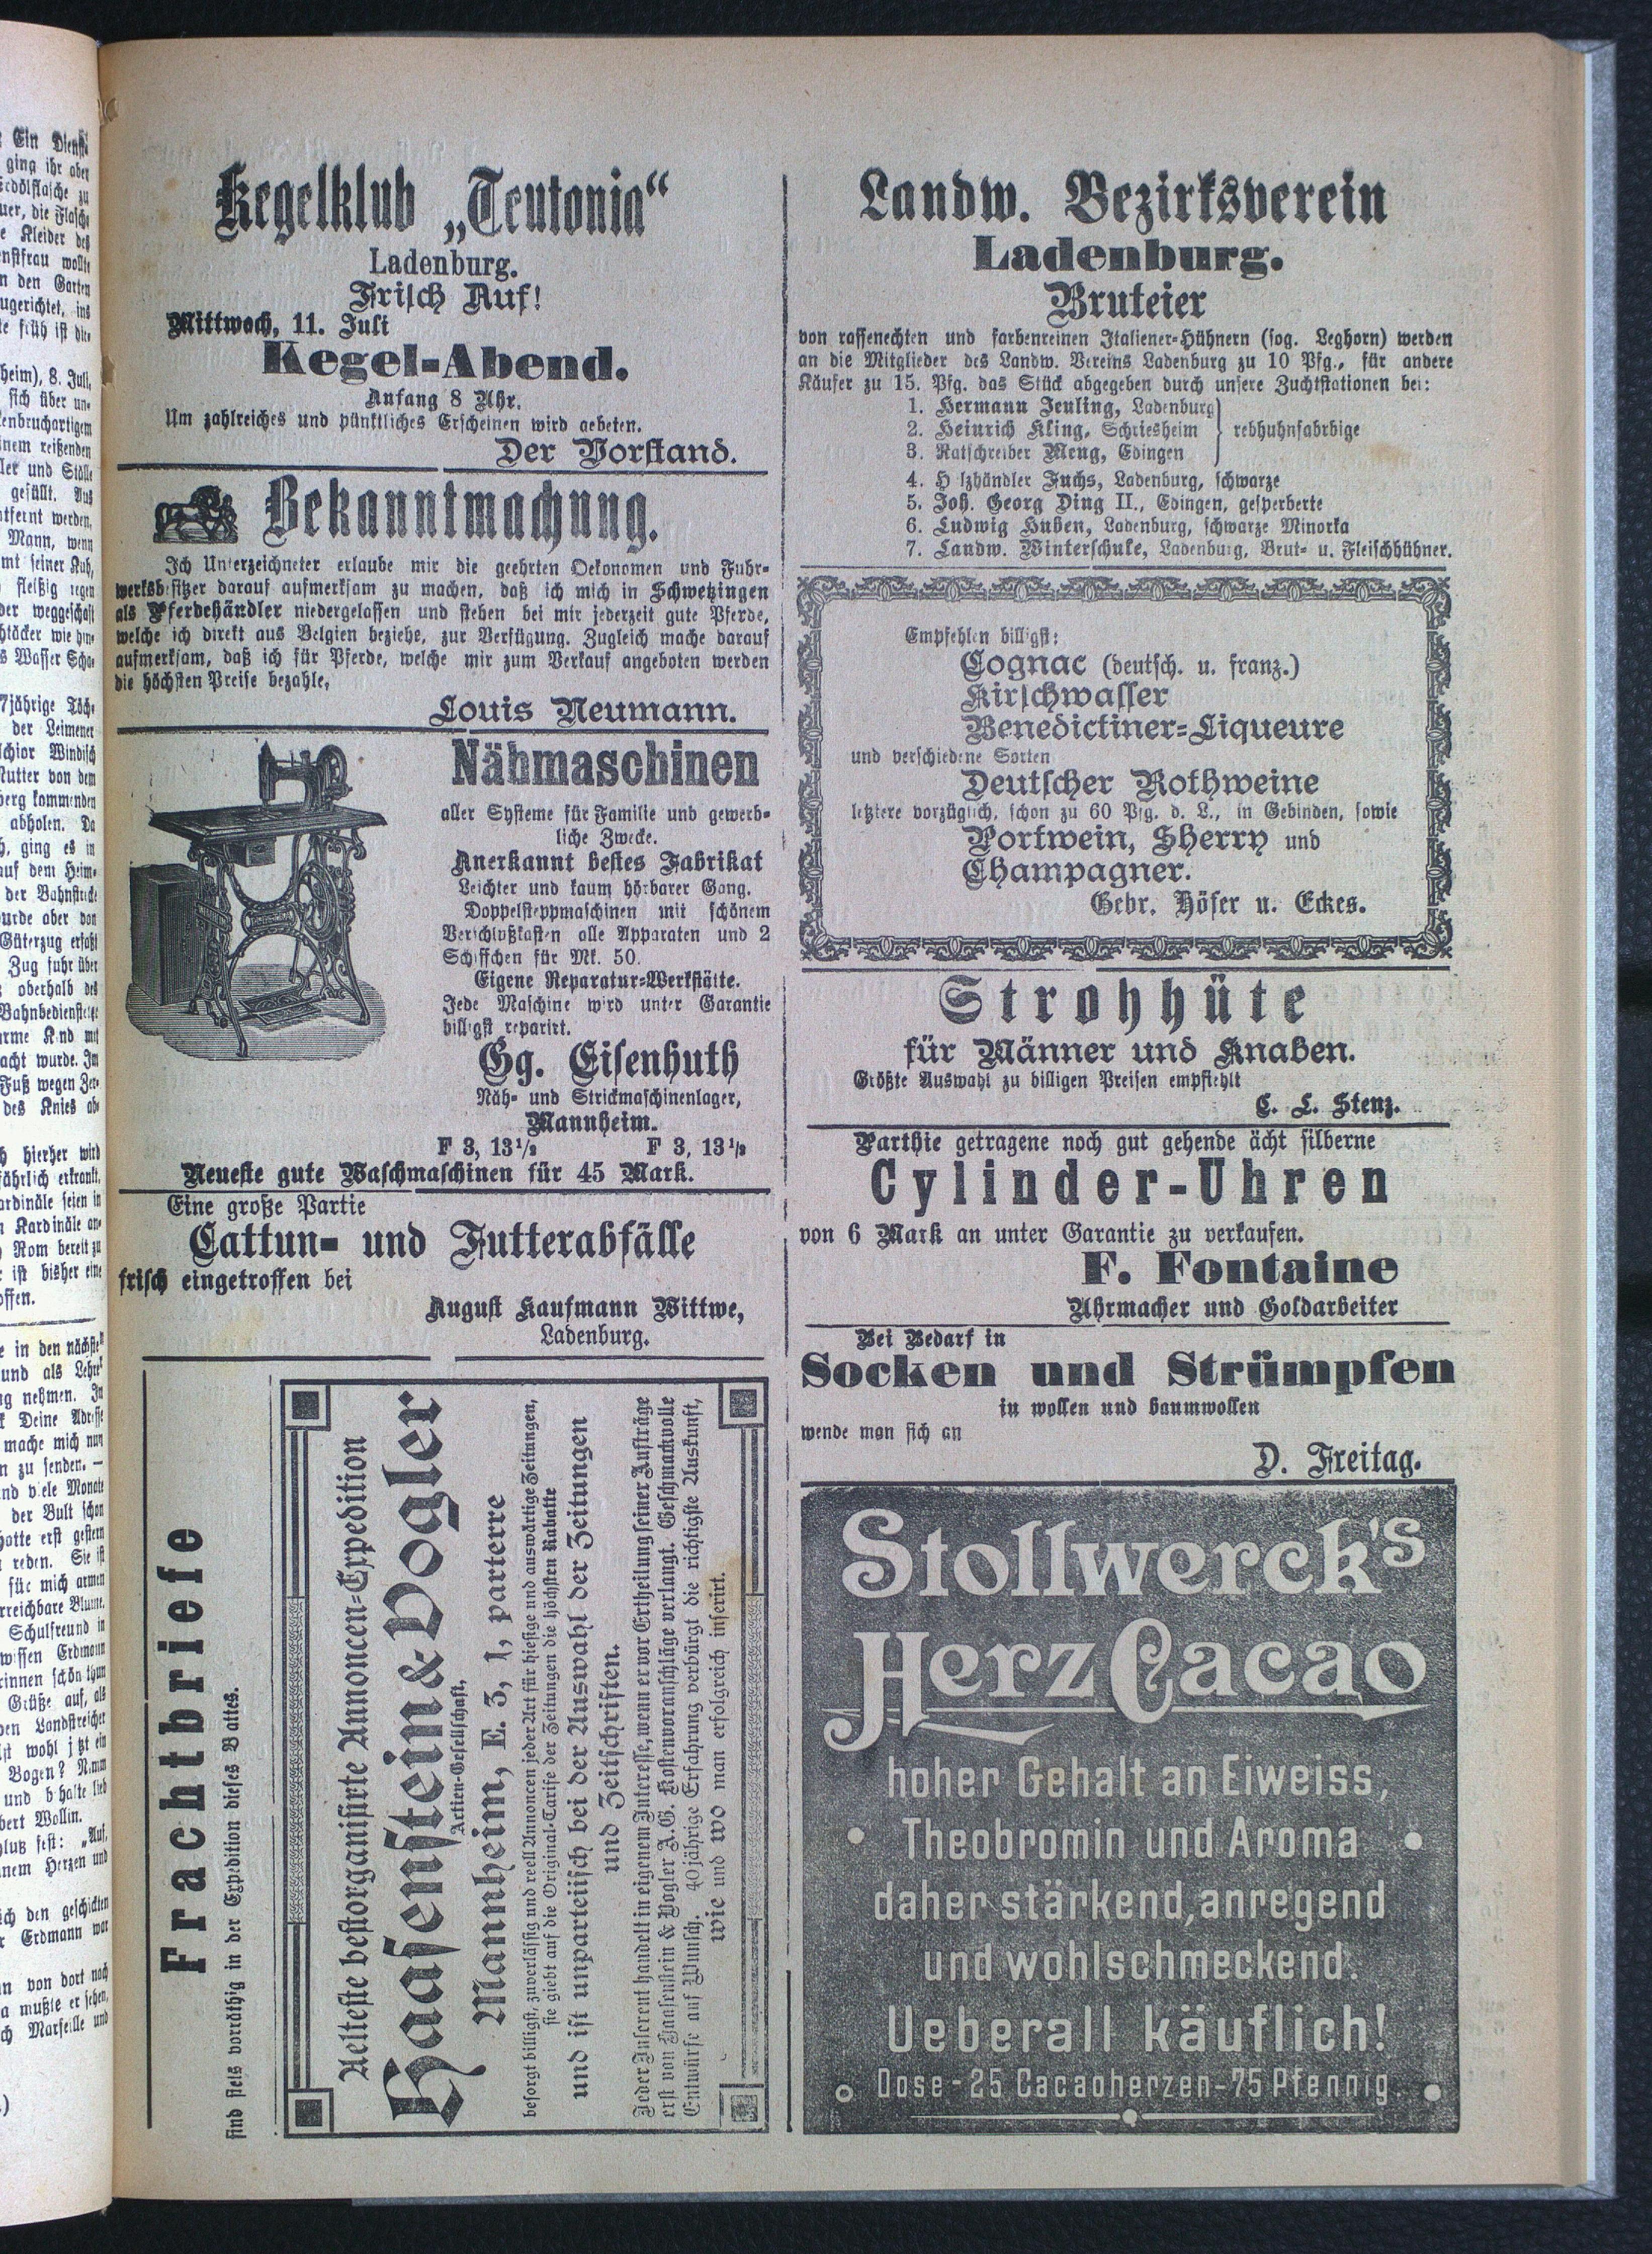 Kegelklub „Teutonia“
Ladenburg.
Frisch Auf!
Mittwoch, 11. Juli
Kegel-Abend.
Anfang 8 Uhr.
Um zahlreiches und pünktliches Erscheinen wird gebeten.
Der Vorstand.
Bekanntmachung.
Ich Unterzeichneter erlaube mir die geehrten Oekonomen und Fuhr-
werksbesitzer darauf aufmerksam zu machen, daß ich mich in Schwetzingen
als Pferdehändler niedergelassen und stehen bei mir jederzeit gute Pferde,
welche ich direkt aus Belgien beziehe, zur Verfügung. Zugleich mache darauf
aufmerksam, daß ich für Pferde, welche mir zum Verkauf angeboten werden
die höchsten Preise bezahle,
Louis Neumann.
Nähmaschinen
aller Systeme für Familie und gewerb-
liche Zwecke.
Anerkannt bestes Fabrikat
Leichter und kaum hörbarer Gang.
Doppelsteppmaschinen mit schönem
Verschlußkasten alle Apparaten und 2
Schiffchen für Mk. 50.
Eigene Reparatur-Werkstätte.
Jede Maschine wird unter Garantie
billigst reparirt.
Gg. Eisenhuth
Näh- und Strickmaschinenlager,
Mannheim.
F 3, 13½ F 3, 13½
Neueste gute Waschmaschinen für 45 Mark.
Eine große Partie
Cattun- und Futterabfälle
frisch eingetroffen bei
August Kaufmann Wittwe,
Ladenburg.
Frachtbriefe
sind stets vorräthig in der Expedition dieses Blattes.
Aelteste bestorganisirte Annoncen-Expedition
Haasenstein & Vogler
Actien-Gesellschaft,
Mannheim, E 3, 1, parterre
besorgt billigst, zuverlässig und reell Annoncen jeder Art für hiesige und auswärtige Zeitungen,
sie giebt auf die Original-Tarife der Zeitungen die höchsten Rabatte
und ist unparteiisch bei der Auswahl der Zeitungen
und Zeitschriften.
Jeder Inserent handelt in eigenem Interesse, wenn er vor Ertheilung seiner Aufträge
erst von Haasenstein & Vogler A. G. Kostenvoranschläge verlangt. Geschmackvolle
Entwürfe auf Wunsch. 40 jährige Erfahrung verbürgt die richtigste Auskunft,
wie und wo man erfolgreich inserirt.
Landw. Bezirksverein
Ladenburg.
Bruteier
von rassenechten und farbenreinen Italiener-Hühnern (sog. Leghorn) werden
an die Mitglieder des Landw. Vereins Ladenburg zu 10 Pfg., für andere
Käufer zu 15. Pfg. das Stück abgegeben durch unsere Zuchtstationen bei:
1. Hermann Jeuling, Ladenburg
2. Heinrich Kling, Schriesheim } rebhuhnfabrbige
3. Ratschreiber Meng, Edingen
4. H lzhändler Fuchs, Ladenburg, schwarze
5. Joh. Georg Ding II., Edingen, gesperberte
6. Ludwig Huben, Ladenburg, schwarze Minorka
7. Landw. Winterschule, Ladenburg, Brut- u. Fleischhühner.
Empfehlen billigst:
Cognac (deutsch. u. franz.)
Kirschwasser
Benedictiner-Liqueure
und verschiedene Sorten
Deutscher Rothweine
letztere vorzüglich, schon zu 60 Pfg. d. L., in Gebinden, sowie
Portwein, Sherry und
Champagner.
Gebr. Höfer u. Eckes.
Strohhüte
für Männer und Knaben.
Größte Auswahl zu billigen Preisen empfiehlt
C. L. Stenz.
Parthie getragene noch gut gehende ächt silberne
Cylinder-Uhren
von 6 Mark an unter Garantie zu verkaufen.
F. Fontaine
Uhrmacher und Goldarbeiter
Bei Bedarf in
Socken und Strümpfen
in wollen und baumwollen
wende man sich an
D. Freitag.
Stollwerck's
Herz Cacao
hoher Gehalt an Eiweiss,
Theobromin und Aroma
daher stärkend, anregend
und wohlschmeckend.
Ueberall käuflich!
Dose - 25 Cacaoherzen - 75 Pfennig.